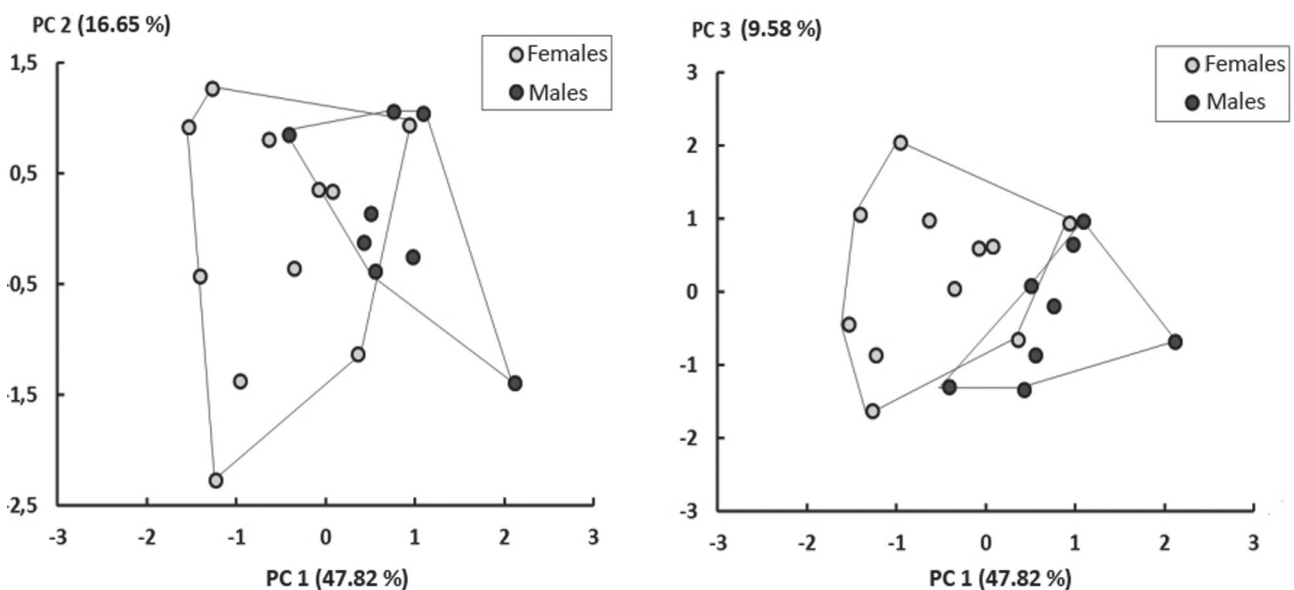 PC 2 (16.65 %)
Females
Males
1,5
0,5
-0,5
-1,5
-2,5
-3 -2 -1 0 1 2 3
PC 1 (47.82 %)
PC 3 (9.58 %)
Females
Males
3
2
1
0
-1
-2
-3
-3 -2 -1 0 1 2 3
PC 1 (47.82 %)